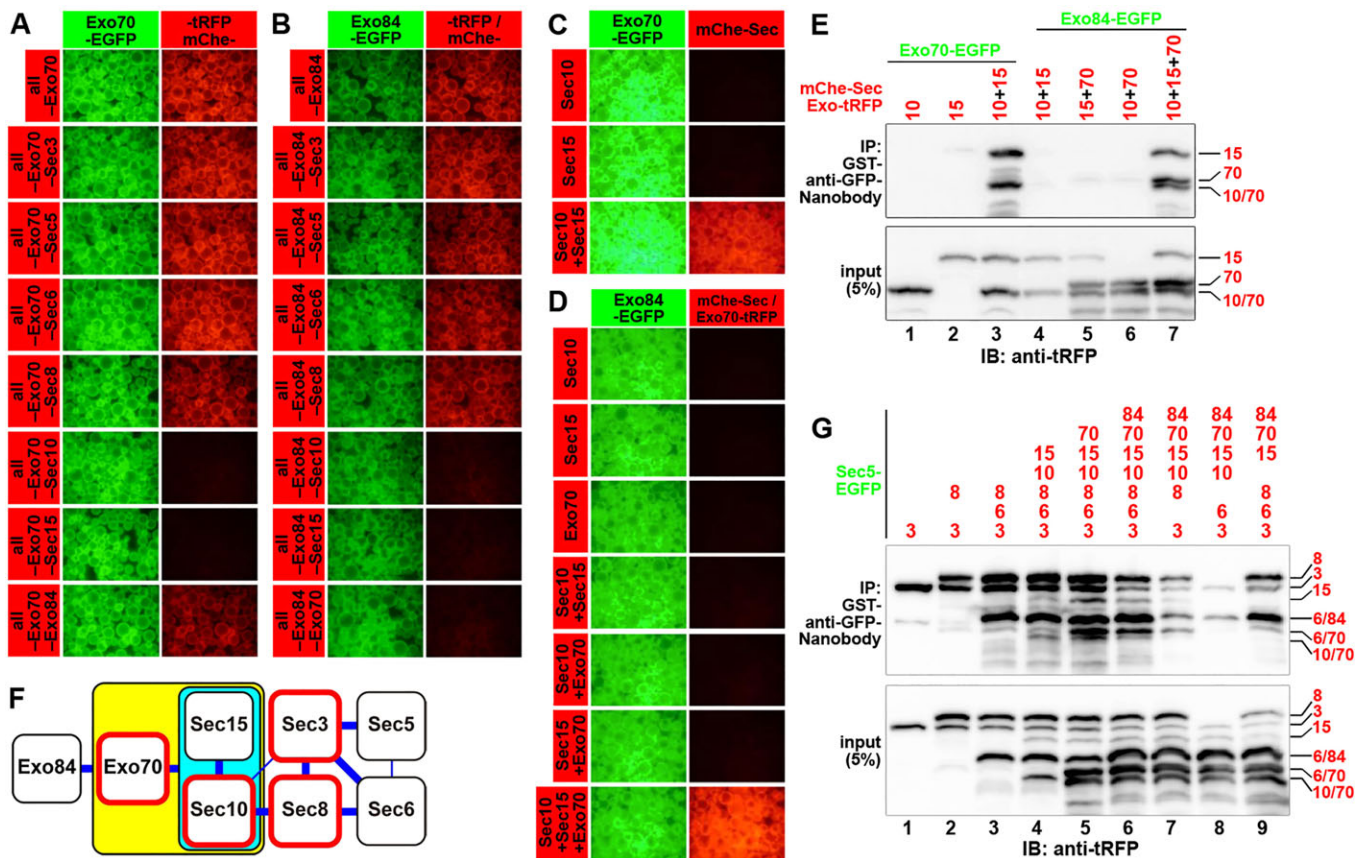 A
Exo70
-EGFP
-tRFP
mChe-
all
–Exo70
all
–Exo70
–Sec3
all
–Exo70
–Sec5
all
–Exo70
–Sec6
all
–Exo70
–Sec8
all
–Exo70
–Sec10
all
–Exo70
–Sec15
all
–Exo70
–Exo84
B
Exo84
-EGFP
-tRFP /
mChe-
all
–Exo84
all
–Exo84
–Sec3
all
–Exo84
–Sec5
all
–Exo84
–Sec6
all
–Exo84
–Sec8
all
–Exo84
–Sec10
all
–Exo84
–Sec15
all
–Exo84
–Exo70
C
Exo70
-EGFP
mChe-Sec
Sec10
Sec15
Sec10
+Sec15
D
Exo84
-EGFP
mChe-Sec /
Exo70-tRFP
Sec10
Sec15
Exo70
Sec10
+Sec15
Sec10
+Exo70
Sec15
+Exo70
Sec10
+Sec15
+Exo70
E
Exo84-EGFP
Exo70-EGFP
mChe-Sec
Exo-tRFP
10 15 10+15 10+15 15+70 10+70 10+15+70
IP:
GST-
anti-GFP-
Nanobody
15
70
10/70
input
(5%)
15
70
10/70
1 2 3 4 5 6 7
IB: anti-tRFP
F
Exo84
Exo70
Sec15
Sec10
Sec3
Sec8
Sec5
Sec6
G
Sec5-
EGFP
84 84 84 84
70 70 70 70 70
15 15 15 15 15 15
10 10 10 10 10
8 8 8 8 8 8 8
6 6 6 6 6 6
3 3 3 3 3 3 3 3 3
IP:
GST-
anti-GFP-
Nanobody
8
3
15
6/84
6/70
10/70
input
(5%)
8
3
15
6/84
6/70
10/70
1 2 3 4 5 6 7 8 9
IB: anti-tRFP